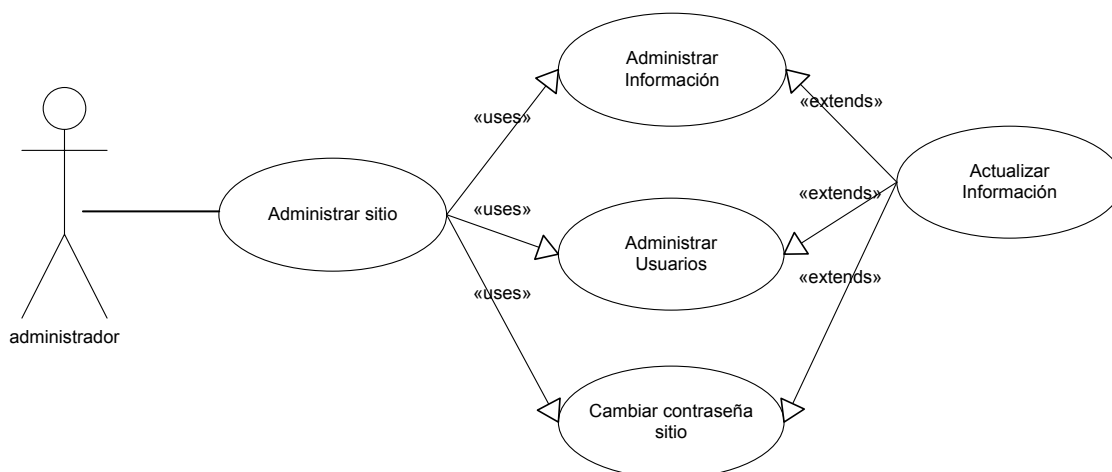 Administrar
Información
«uses»
«extends»
Actualizar
Información
Administrar sitio
«uses»
«extends»
Administrar
Usuarios
«uses»
«extends»
administrador
Cambiar contraseña
sitio